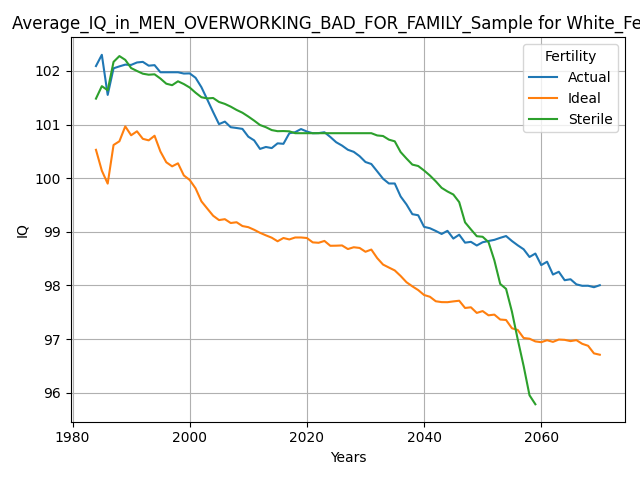 Average_IQ_in_MEN_OVERWORKING_BAD_FOR_FAMILY_Sample for White_Fe
Fertility
Actual
Ideal
Sterile
IQ
102
101
100
99
98
97
96
1980
2000
2020
2040
2060
Years